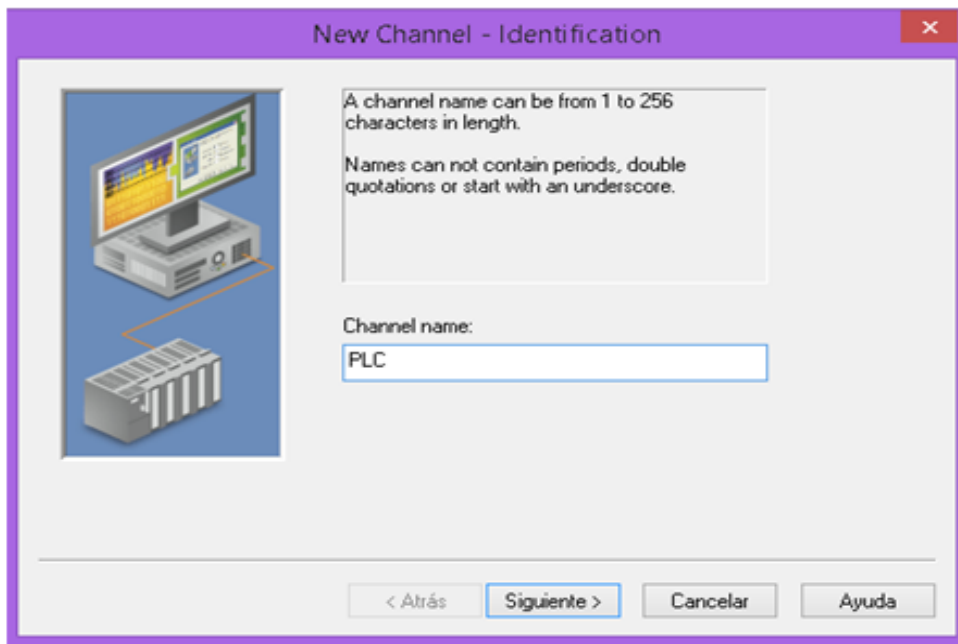 New Channel - Identification
A channel name can be from 1 to 256
characters in length.
Names can not contain periods, double
quotations or start with an underscore.
Channel name:
PLC
< Atrás
Siguiente >
Cancelar
Ayuda